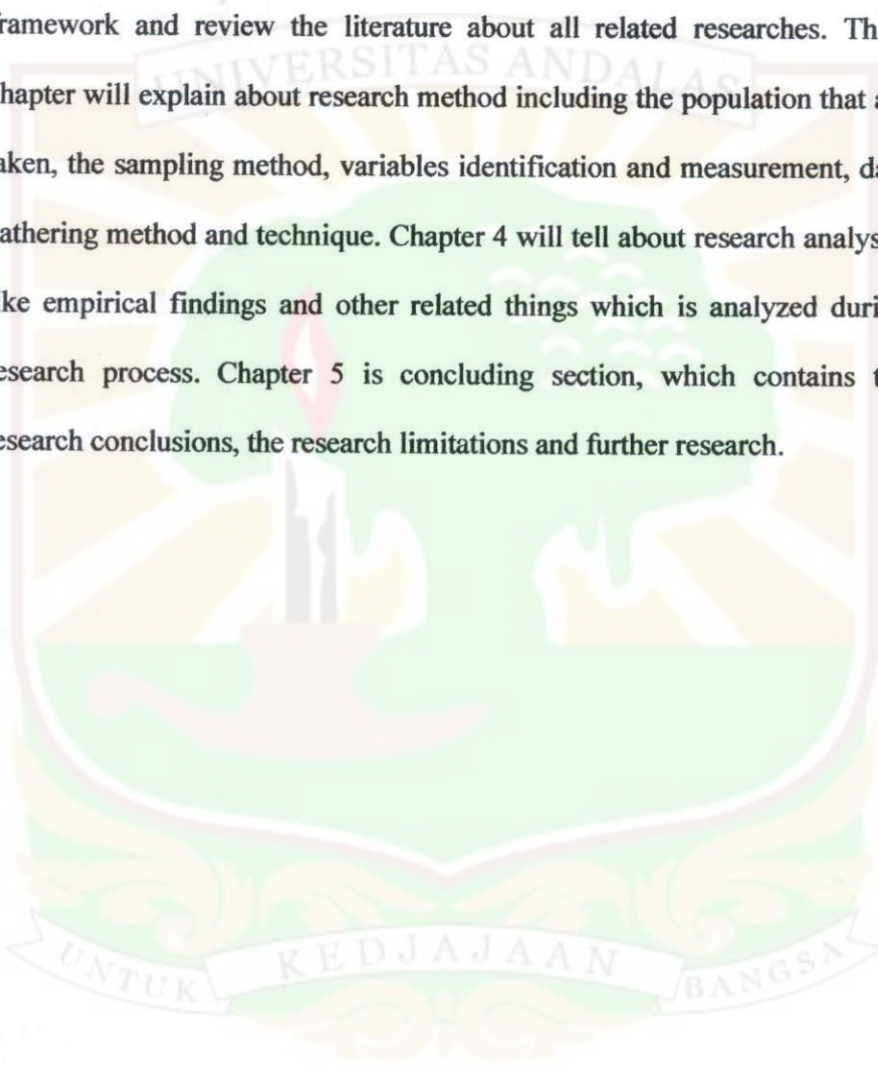 UNIVERSITAS ANDALAS
ramework and review the literature about all related researches. Th
hapter will explain about research method including the population that a
aken, the sampling method, variables identification and measurement, da
athering method and technique. Chapter 4 will tell about research analys
ke empirical findings and other related things which is analyzed duri
esearch process. Chapter 5 is concluding section, which contains t
esearch conclusions, the research limitations and further research.
UNTUK KEDJAJAAN BANGSA